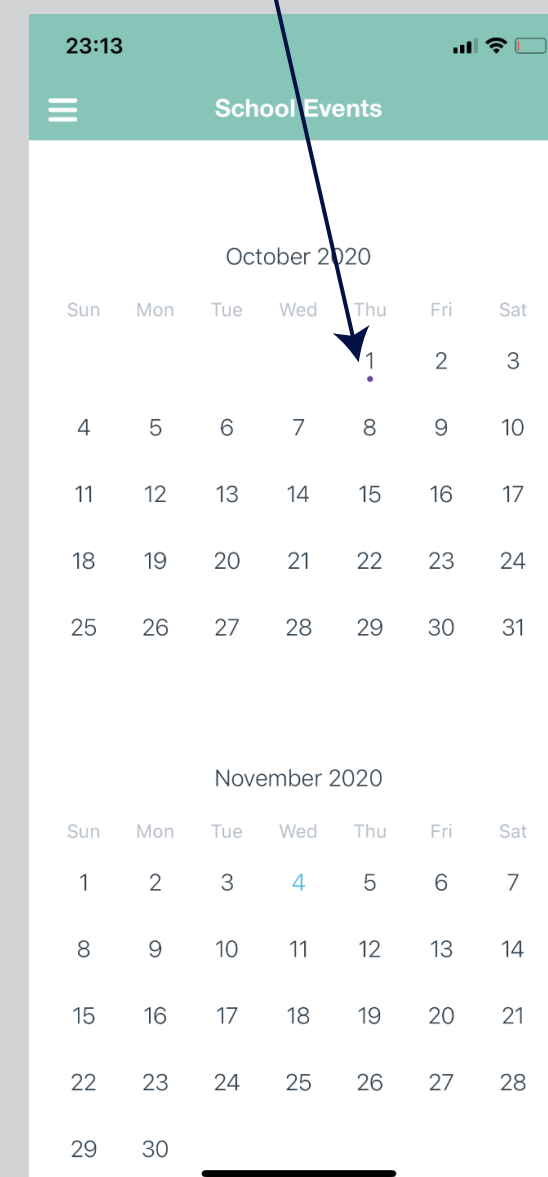 23:13
School Events
October 2020
Sun Mon Tue Wed Thu Fri Sat
1 2 3
4 5 6 7 8 9 10
11 12 13 14 15 16 17
18 19 20 21 22 23 24
25 26 27 28 29 30 31
November 2020
Sun Mon Tue Wed Thu Fri Sat
1 2 3 4 5 6 7
8 9 10 11 12 13 14
15 16 17 18 19 20 21
22 23 24 25 26 27 28
29 30